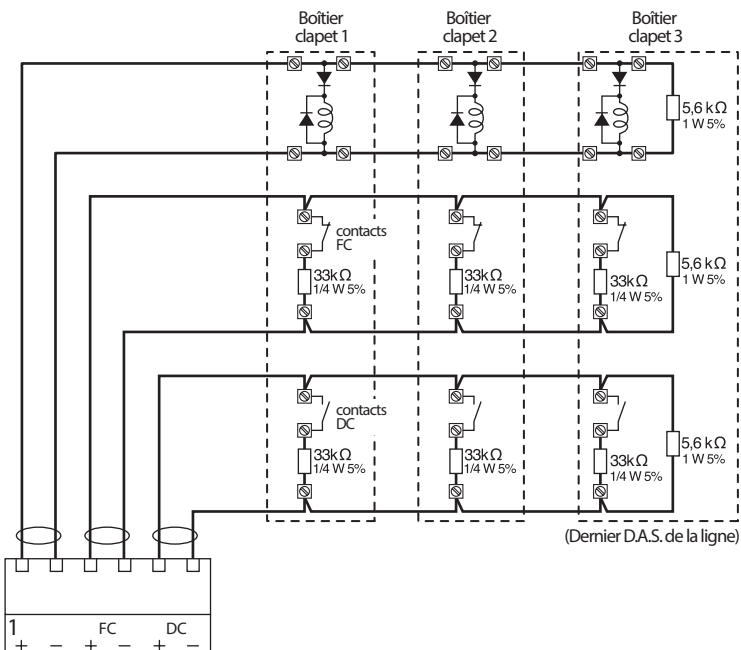 Boîtier
clapet 1
Boîtier
clapet 2
Boîtier
clapet 3
5,6 kΩ
1 W 5%
contacts
FC
33kΩ
1/4 W 5%
33kΩ
1/4 W 5%
33kΩ
1/4 W 5%
5,6 kΩ
1 W 5%
contacts
DC
33kΩ
1/4 W 5%
33kΩ
1/4 W 5%
33kΩ
1/4 W 5%
5,6 kΩ
1 W 5%
(Dernier D.A.S. de la ligne)
1 FC DC
+ − + − + −